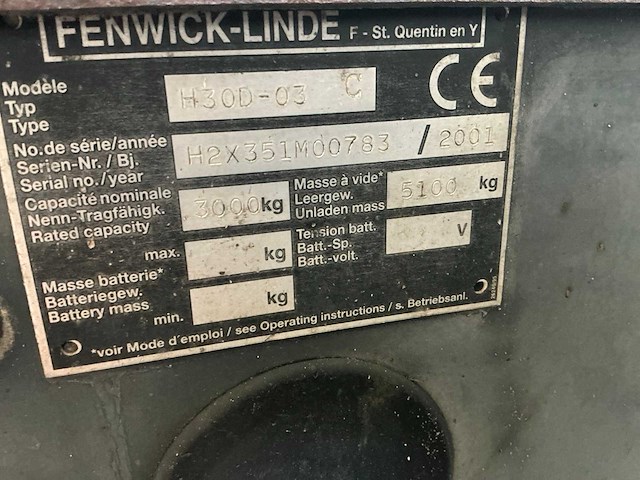 FENWICK-LINDE F - St. Quentin en Y
Modèle
Typ
Type
H30D-03 C
CE
No.de série/année
Serien-Nr. / Bj.
Serial no./year
H2X351M00783 / 2001
Capacité nominale
Nenn-Tragfähigk.
Rated capacity
3000 kg
Masse à vide*
Leergew.
Unladen mass
5100 kg
max. kg
Tension batt.
Batt.-Sp.
Batt.-volt.
V
Masse batterie*
Batteriegew.
Battery mass
min. kg
*voir Mode d'emploi / see Operating instructions / s. Betriebsanl.